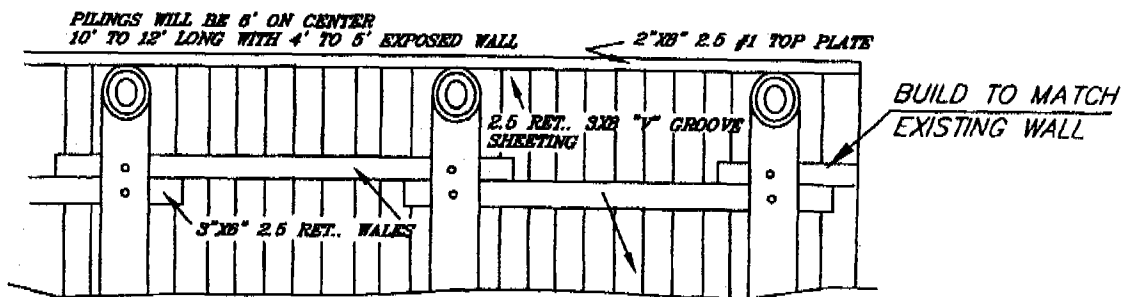 PILINGS WILL BE 6' ON CENTER
10' TO 12' LONG WITH 4' TO 5' EXPOSED WALL
2"X6" 2.5 #1 TOP PLATE
BUILD TO MATCH
EXISTING WALL
2.5 RET.. 3X8 "V" GROOVE
SHEETING
3"X6" 2.5 RET.. WALES